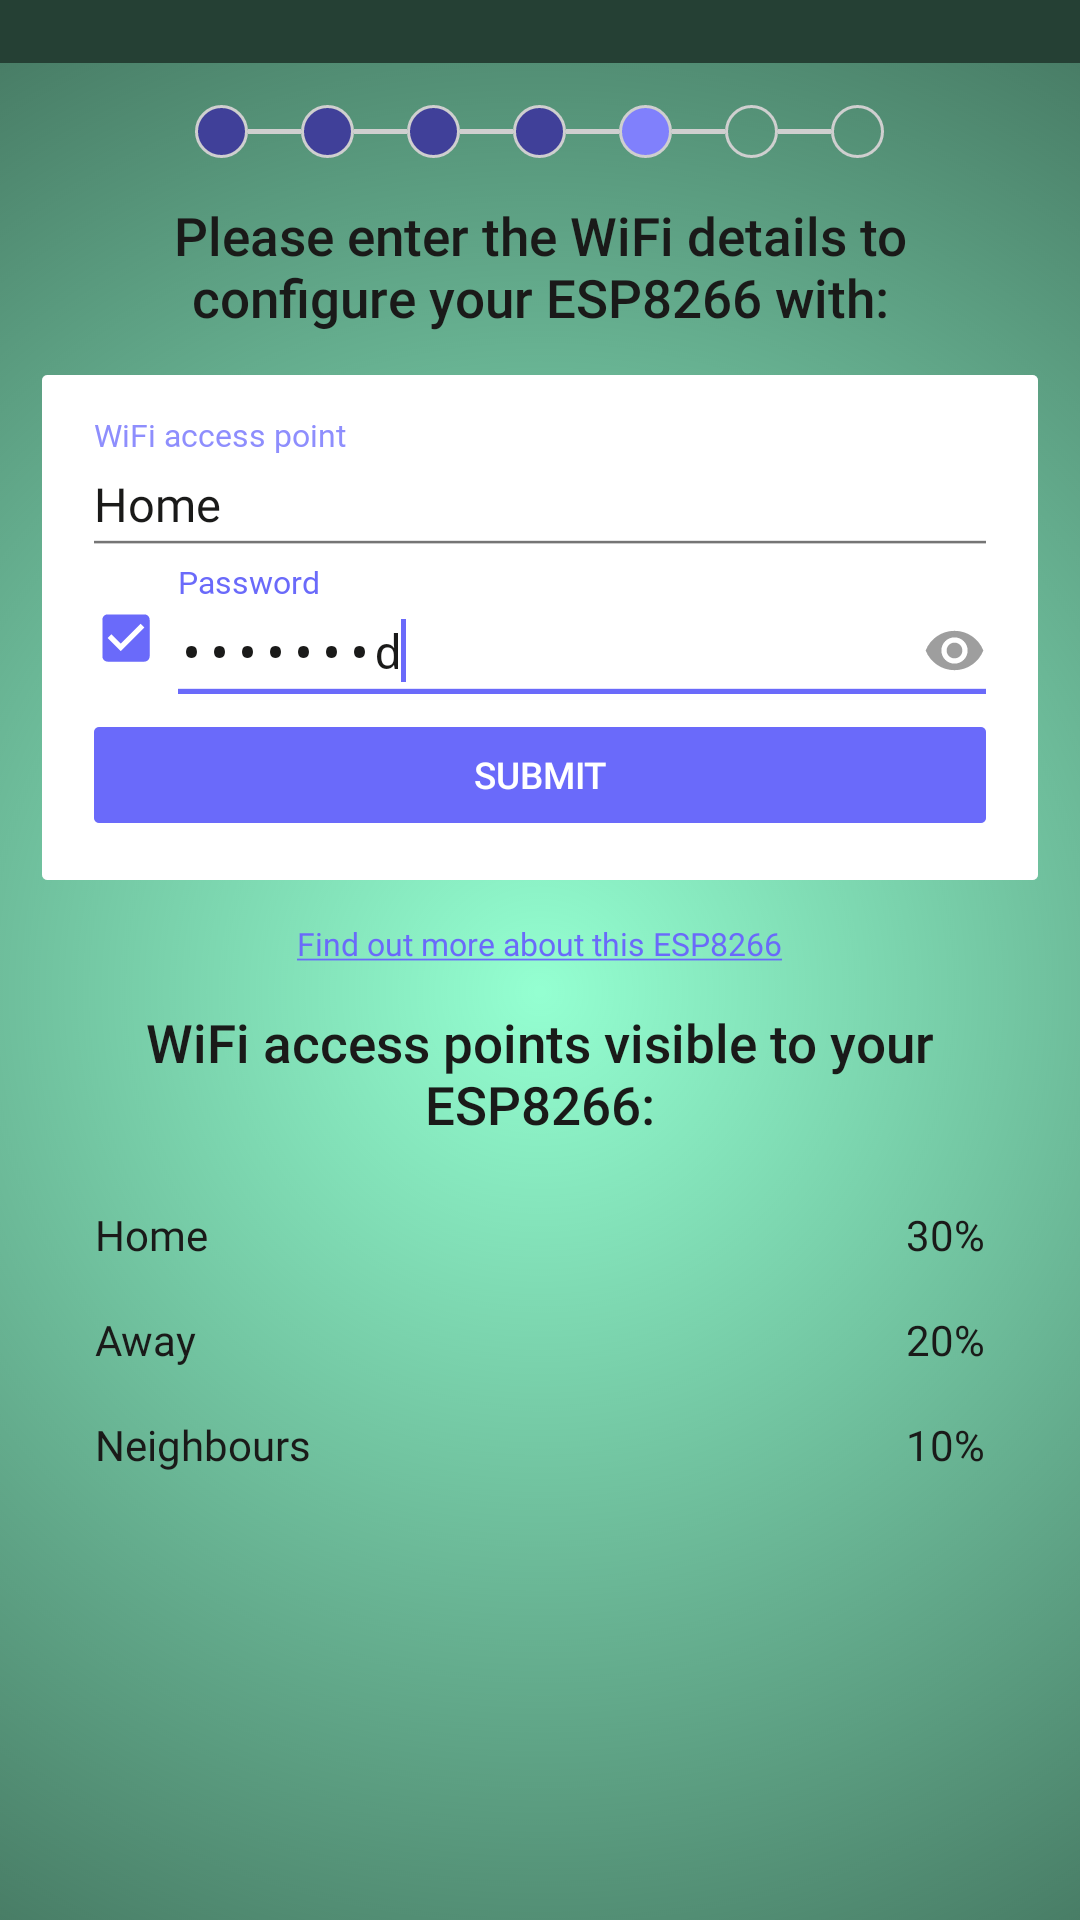 Please enter the WiFi details to
configure your ESP8266 with:
WiFi access point
Home
Password
•••••••d
SUBMIT
Find out more about this ESP8266
WiFi access points visible to your
ESP8266:
Home 30%
Away 20%
Neighbours 10%